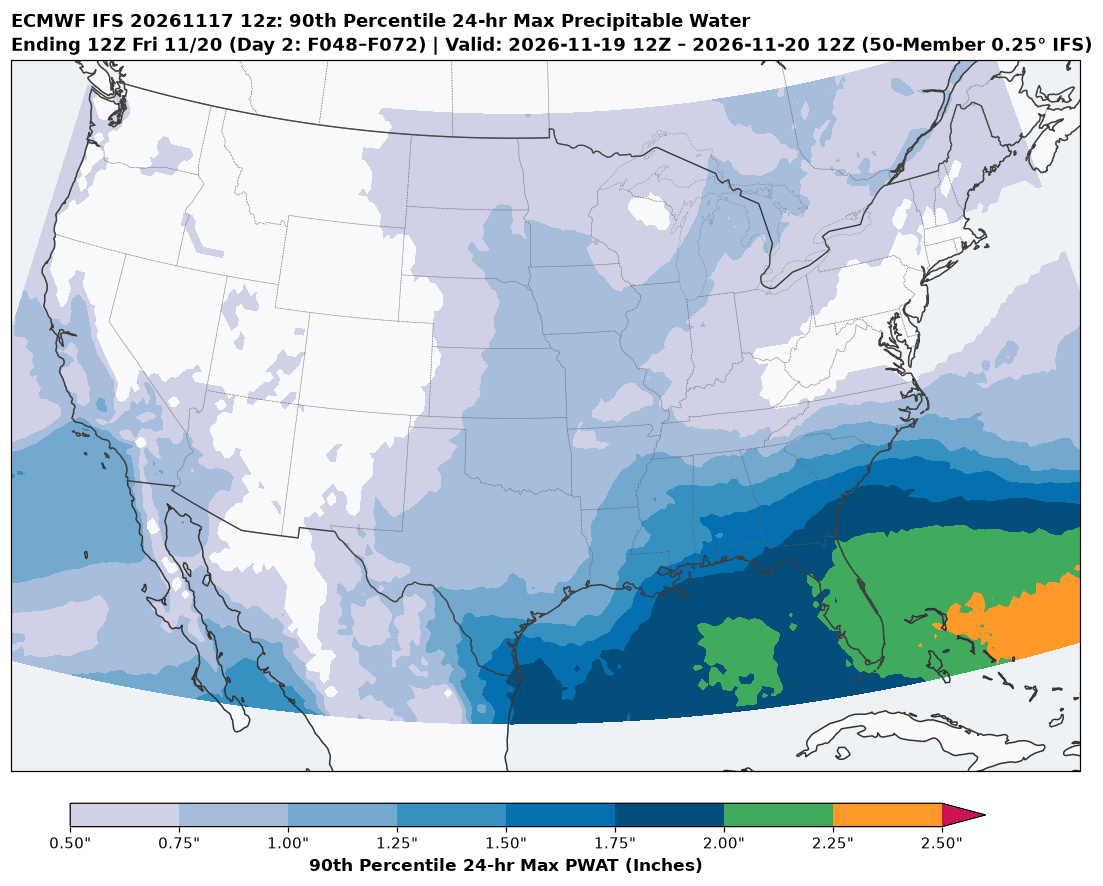 ECMWF IFS 20261117 12z: 90th Percentile 24-hr Max Precipitable Water
Ending 12Z Fri 11/20 (Day 2: F048–F072) | Valid: 2026-11-19 12Z – 2026-11-20 12Z (50-Member 0.25° IFS)
0.50" 0.75" 1.00" 1.25" 1.50" 1.75" 2.00" 2.25" 2.50"
90th Percentile 24-hr Max PWAT (Inches)